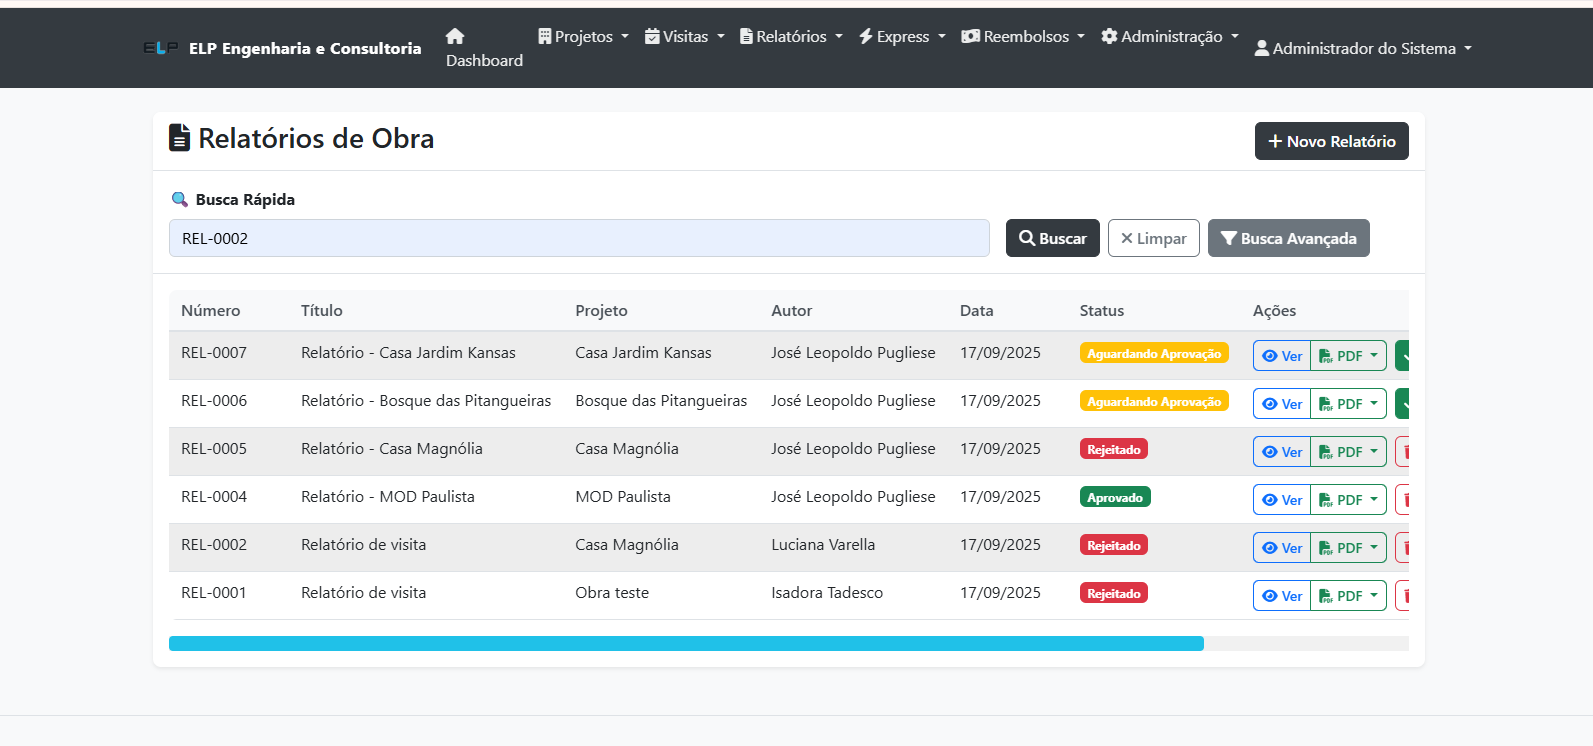 ELP ELP Engenharia e Consultoria Dashboard Projetos Visitas Relatórios Express Reembolsos Administração Administrador do Sistema
Relatórios de Obra + Novo Relatório
Busca Rápida
REL-0002 Buscar Limpar Busca Avançada
Número Título Projeto Autor Data Status Ações
REL-0007 Relatório - Casa Jardim Kansas Casa Jardim Kansas José Leopoldo Pugliese 17/09/2025 Aguardando Aprovação Ver PDF
REL-0006 Relatório - Bosque das Pitangueiras Bosque das Pitangueiras José Leopoldo Pugliese 17/09/2025 Aguardando Aprovação Ver PDF
REL-0005 Relatório - Casa Magnólia Casa Magnólia José Leopoldo Pugliese 17/09/2025 Rejeitado Ver PDF
REL-0004 Relatório - MOD Paulista MOD Paulista José Leopoldo Pugliese 17/09/2025 Aprovado Ver PDF
REL-0002 Relatório de visita Casa Magnólia Luciana Varella 17/09/2025 Rejeitado Ver PDF
REL-0001 Relatório de visita Obra teste Isadora Tadesco 17/09/2025 Rejeitado Ver PDF